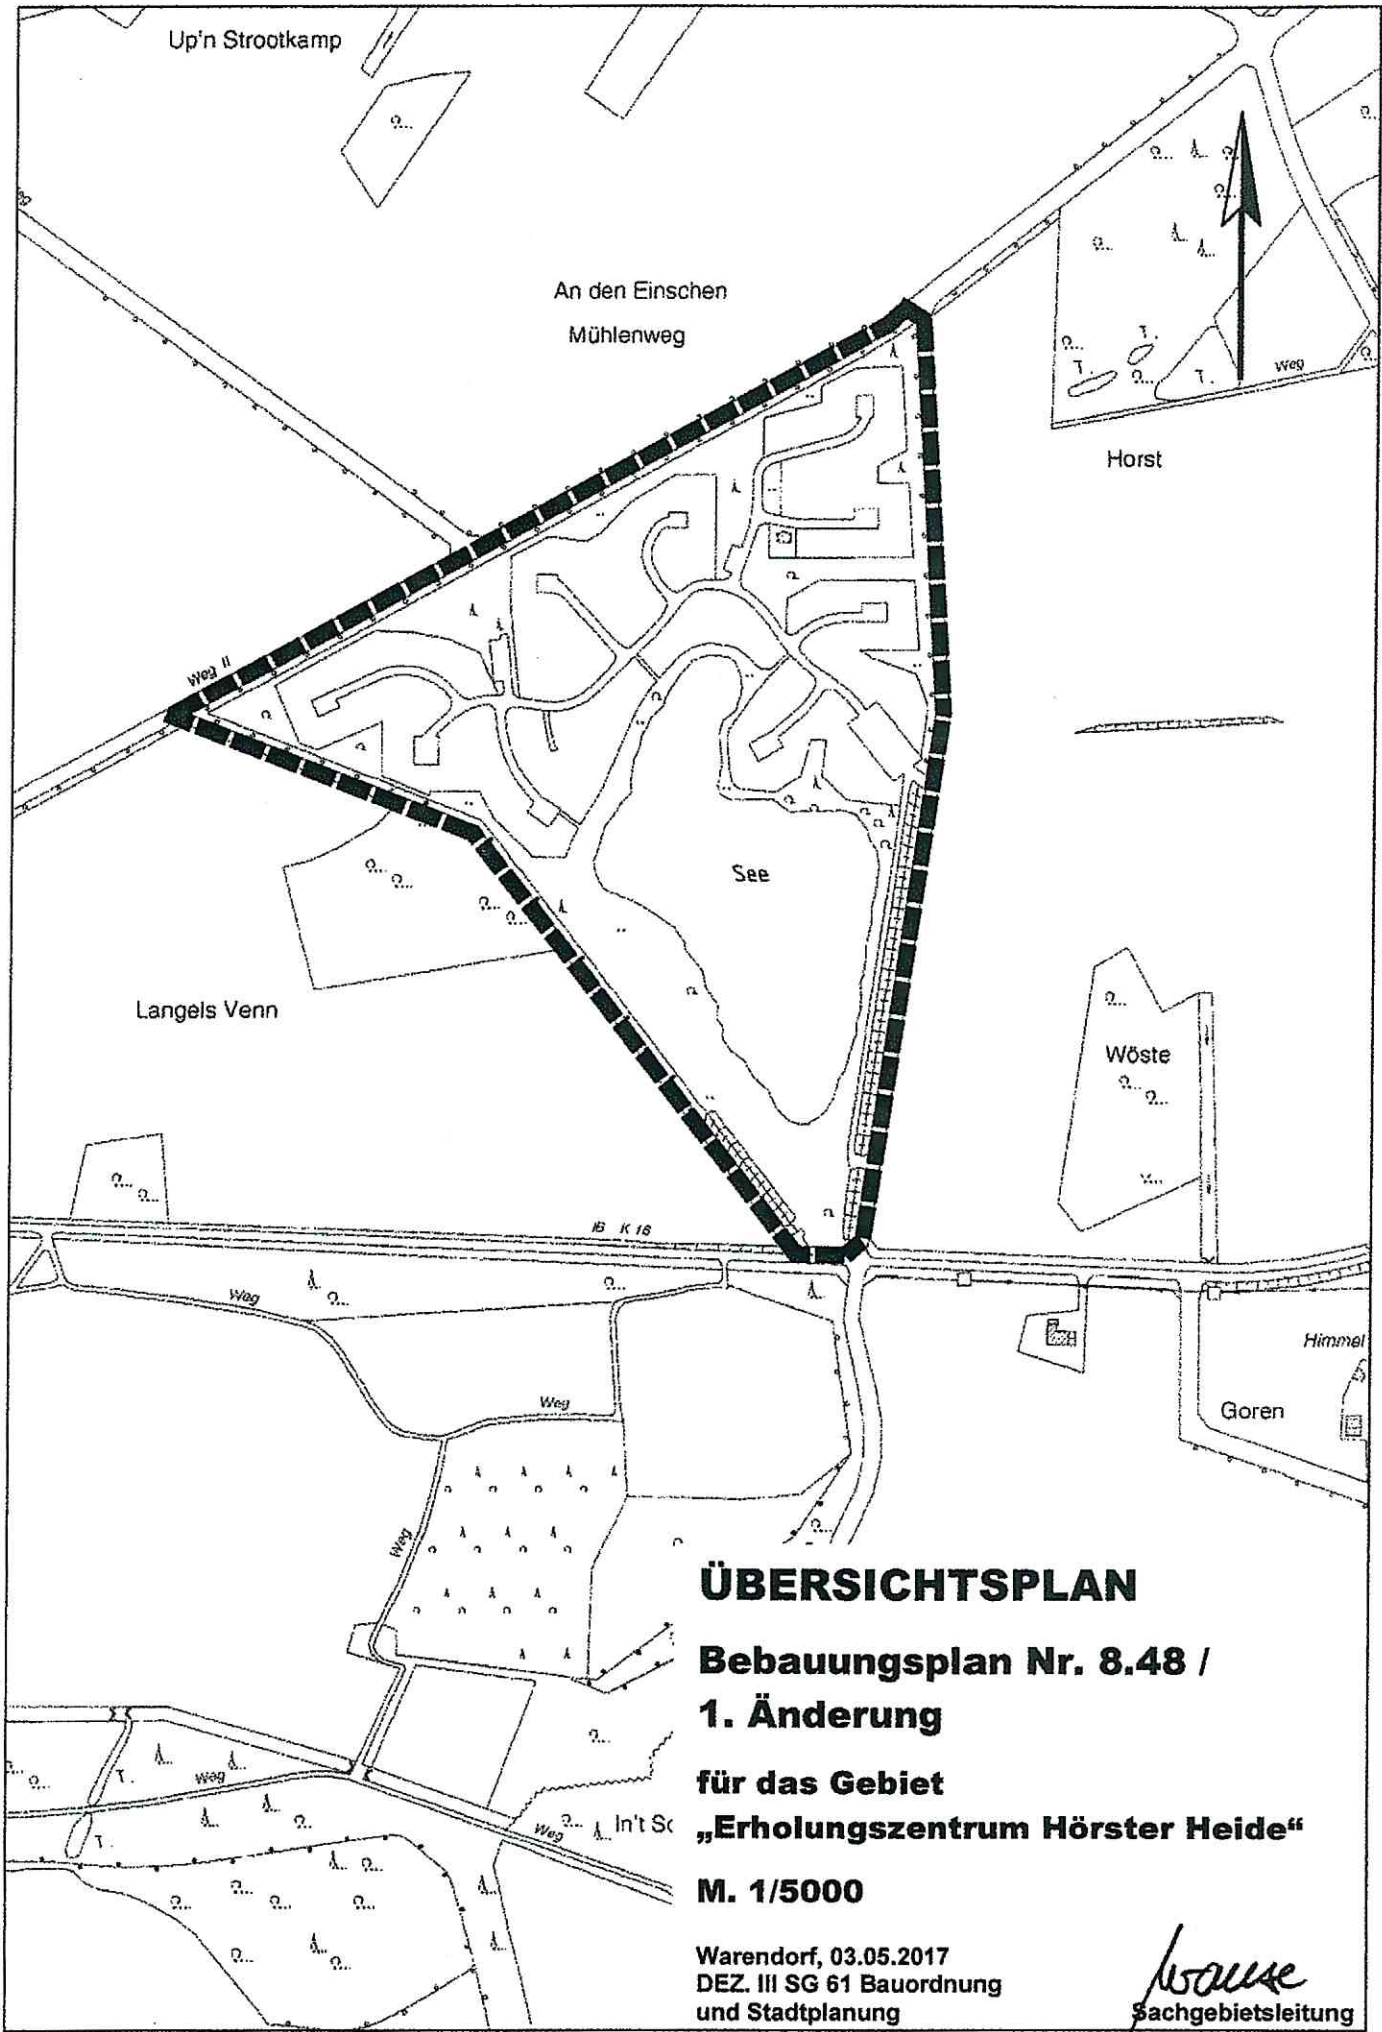 Up'n Strootkamp
An den Einschen
Mühlenweg
Weg
Horst
Weg II
See
Langels Venn
Wöste
K 18
Weg
Himmel
Goren
Weg
Weg
Weg
In't Sc
Weg
ÜBERSICHTSPLAN
Bebauungsplan Nr. 8.48 /
1. Änderung
für das Gebiet
„Erholungszentrum Hörster Heide“
M. 1/5000
Warendorf, 03.05.2017
DEZ. III SG 61 Bauordnung
und Stadtplanung
Sachgebietsleitung